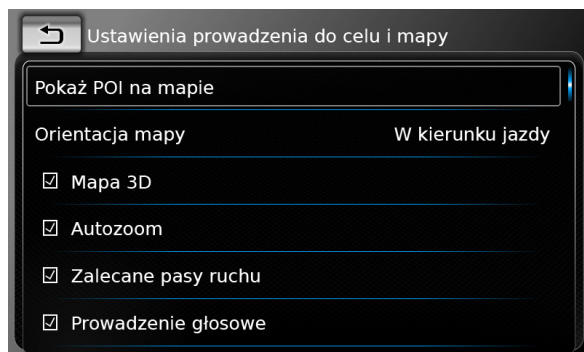 Ustawienia prowadzenia do celu i mapy
Pokaż POI na mapie
Orientacja mapy W kierunku jazdy
Mapa 3D
Autozoom
Zalecane pasy ruchu
Prowadzenie głosowe